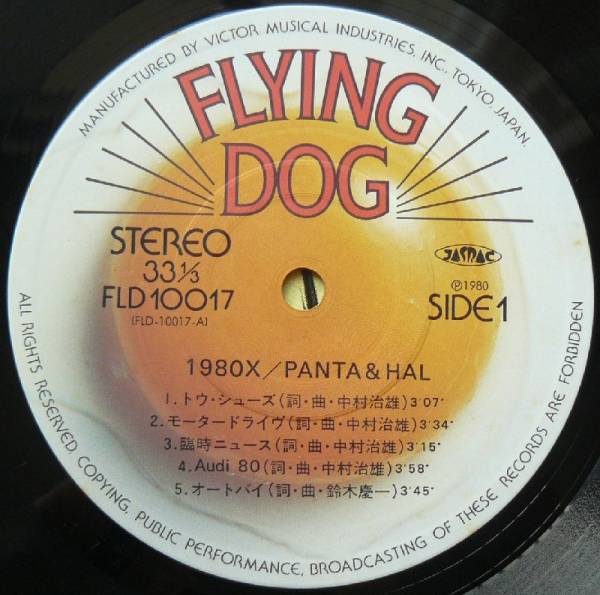 MANUFACTURED BY VICTOR MUSICAL INDUSTRIES, INC., TOKYO, JAPAN.
FLYING
DOG
STEREO
33⅓
FLD 10017
(FLD-10017-A)
JASRAC
℗1980
SIDE 1
1980X/PANTA & HAL
1.トウ・シューズ(詞・曲・中村治雄)3'07"
2.モータードライヴ(詞・曲・中村治雄)3'34"
3.臨時ニュース(詞・曲・中村治雄)3'15"
4.Audi 80(詞・曲・中村治雄)3'58"
5.オートバイ(詞・曲・鈴木慶一)3'45"
ALL RIGHTS RESERVED. COPYING, PUBLIC PERFORMANCE, BROADCASTING OF THESE RECORDS ARE FORBIDDEN